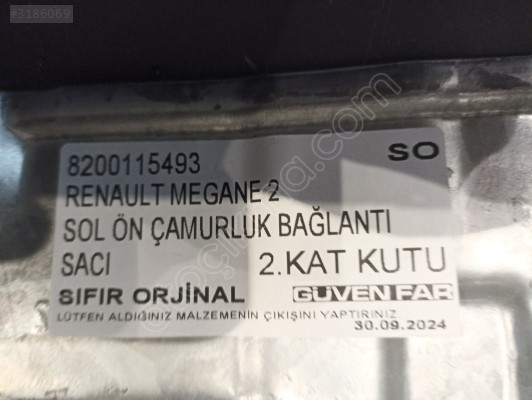 #3186069
8200115493 SO
RENAULT MEGANE 2
SOL ÖN ÇAMURLUK BAĞLANTI
SACI 2.KAT KUTU
SIFIR ORJİNAL GÜVEN FAR
LÜTFEN ALDIĞINIZ MALZEMENİN ÇIKIŞINI YAPTIRINIZ
30.09.2024